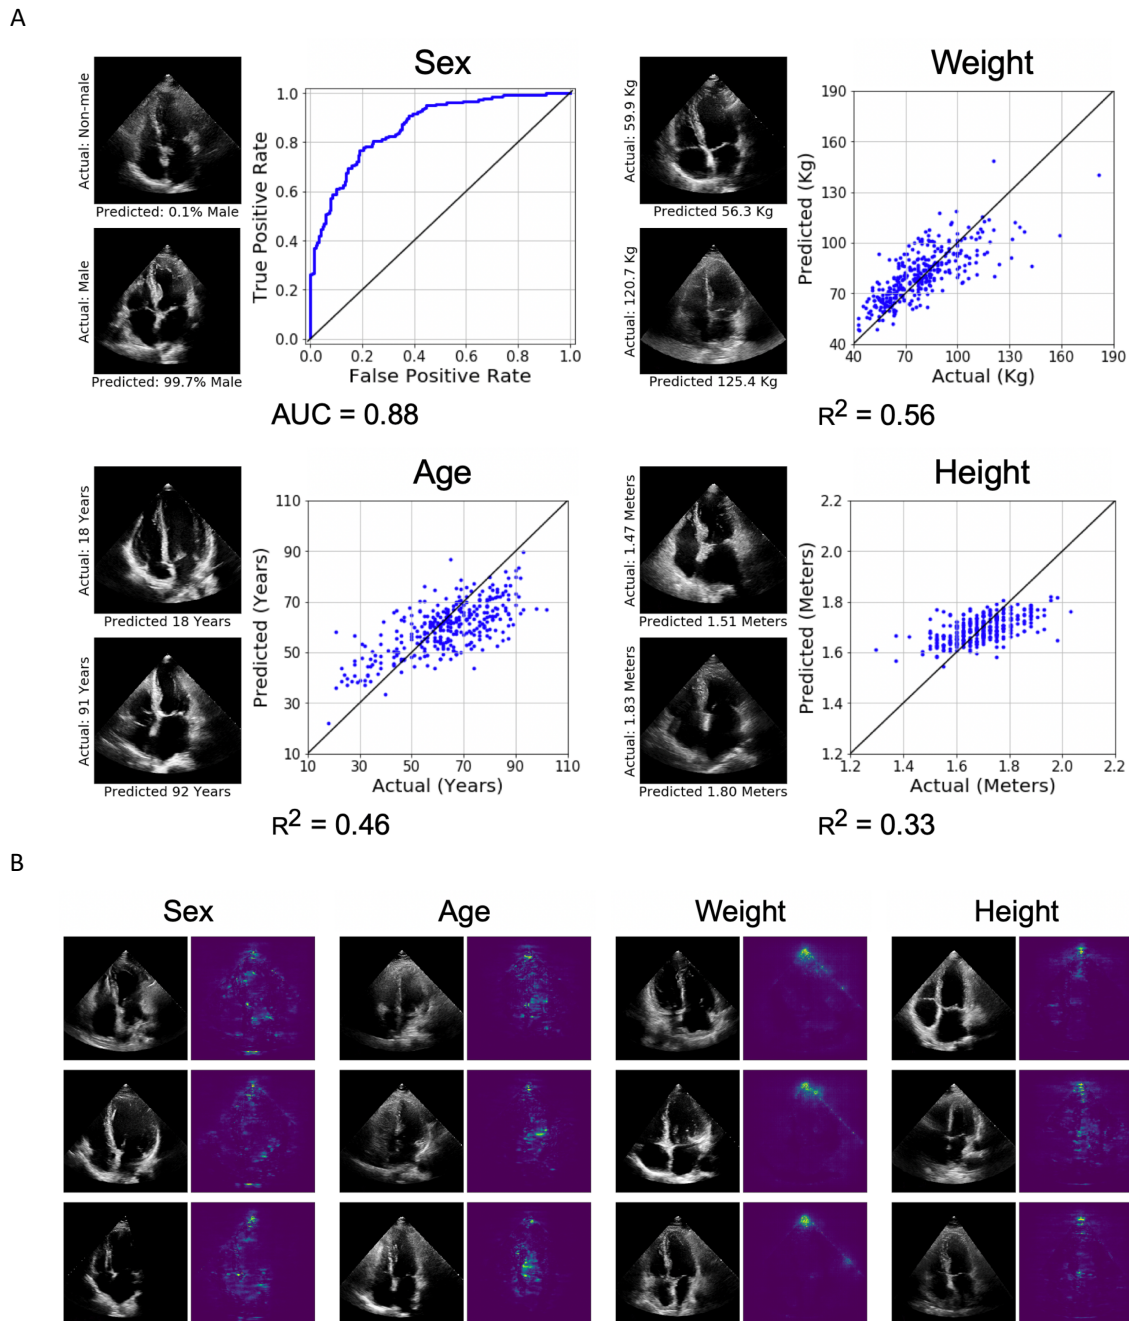 A
Sex
Actual: Non-male
Predicted: 0.1% Male
Actual: Male
Predicted: 99.7% Male
True Positive Rate
1.0
0.8
0.6
0.4
0.2
0.0
0.0 0.2 0.4 0.6 0.8 1.0
False Positive Rate
AUC = 0.88
Weight
Actual: 59.9 Kg
Predicted 56.3 Kg
Actual: 120.7 Kg
Predicted 125.4 Kg
Predicted (Kg)
190
160
130
100
70
40
40 70 100 130 160 190
Actual (Kg)
R² = 0.56
Age
Actual: 18 Years
Predicted 18 Years
Actual: 91 Years
Predicted 92 Years
Predicted (Years)
110
90
70
50
30
10
10 30 50 70 90 110
Actual (Years)
R² = 0.46
Height
Actual: 1.47 Meters
Predicted 1.51 Meters
Actual: 1.83 Meters
Predicted 1.80 Meters
Predicted (Meters)
2.2
2.0
1.8
1.6
1.4
1.2
1.2 1.4 1.6 1.8 2.0 2.2
Actual (Meters)
R² = 0.33
B
Sex Age Weight Height